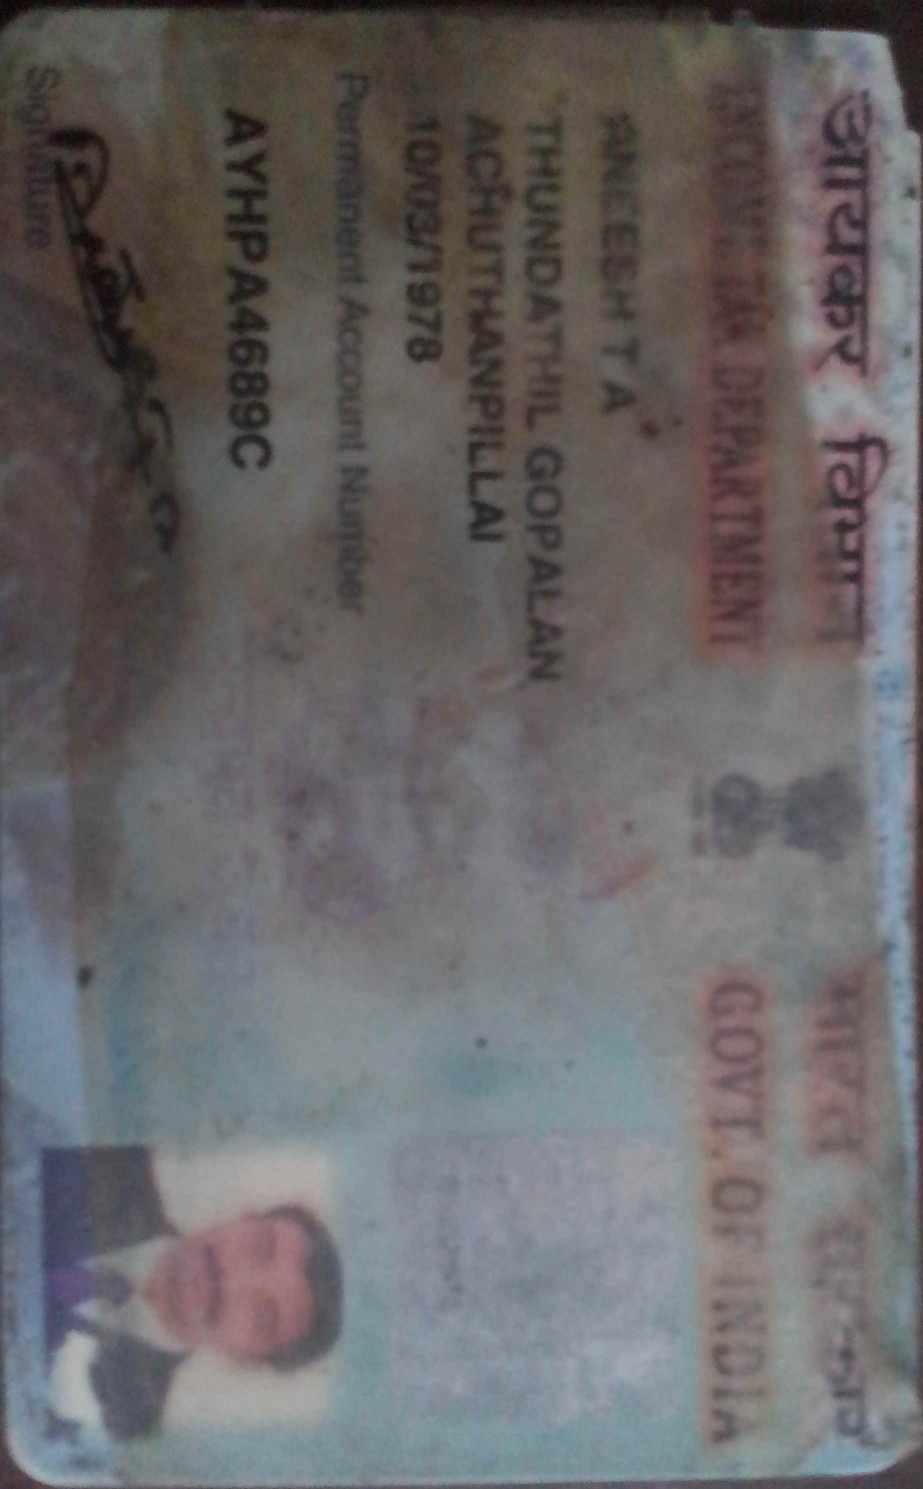 आयकर विभाग
भारत सरकार
INCOME TAX DEPARTMENT
GOVT. OF INDIA
ANEESH T A
THUNDATHIL GOPALAN
ACHUTHANPILLAI
10/03/1978
Permanent Account Number
AYHPA4689C
Signature